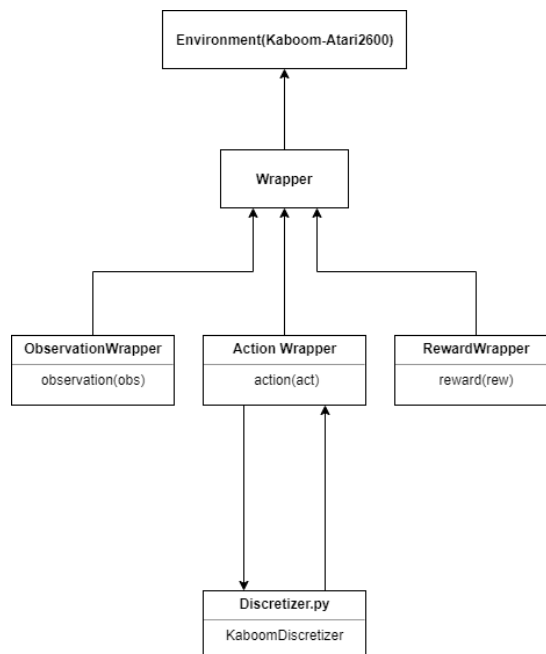 Environment(Kaboom-Atari2600)
Wrapper
ObservationWrapper
observation(obs)
Action Wrapper
action(act)
RewardWrapper
reward(rew)
Discretizer.py
KaboomDiscretizer